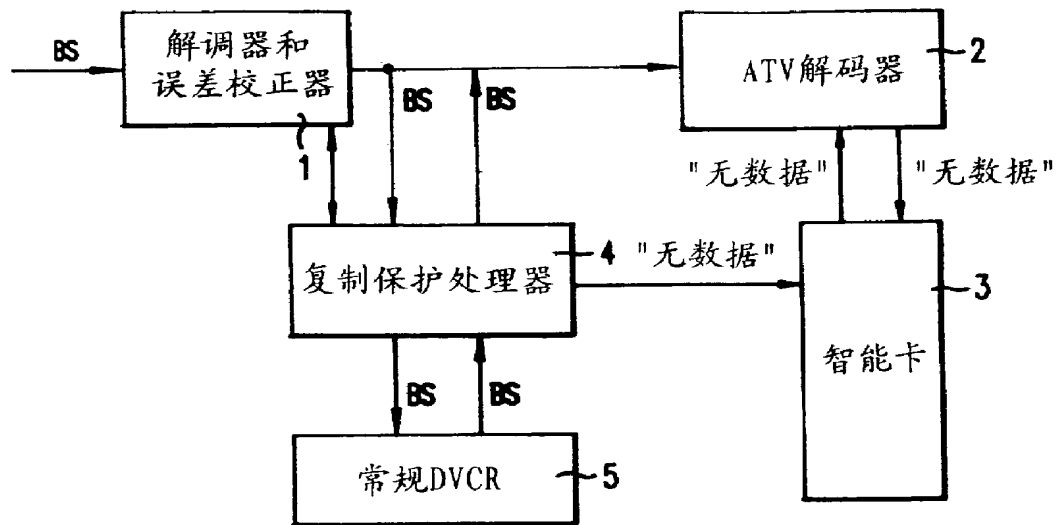 BS
解调器和
误差校正器
1
BS
BS
ATV解码器
2
"无数据"
"无数据"
复制保护处理器
4
"无数据"
智能卡
3
BS
BS
常规DVCR
5